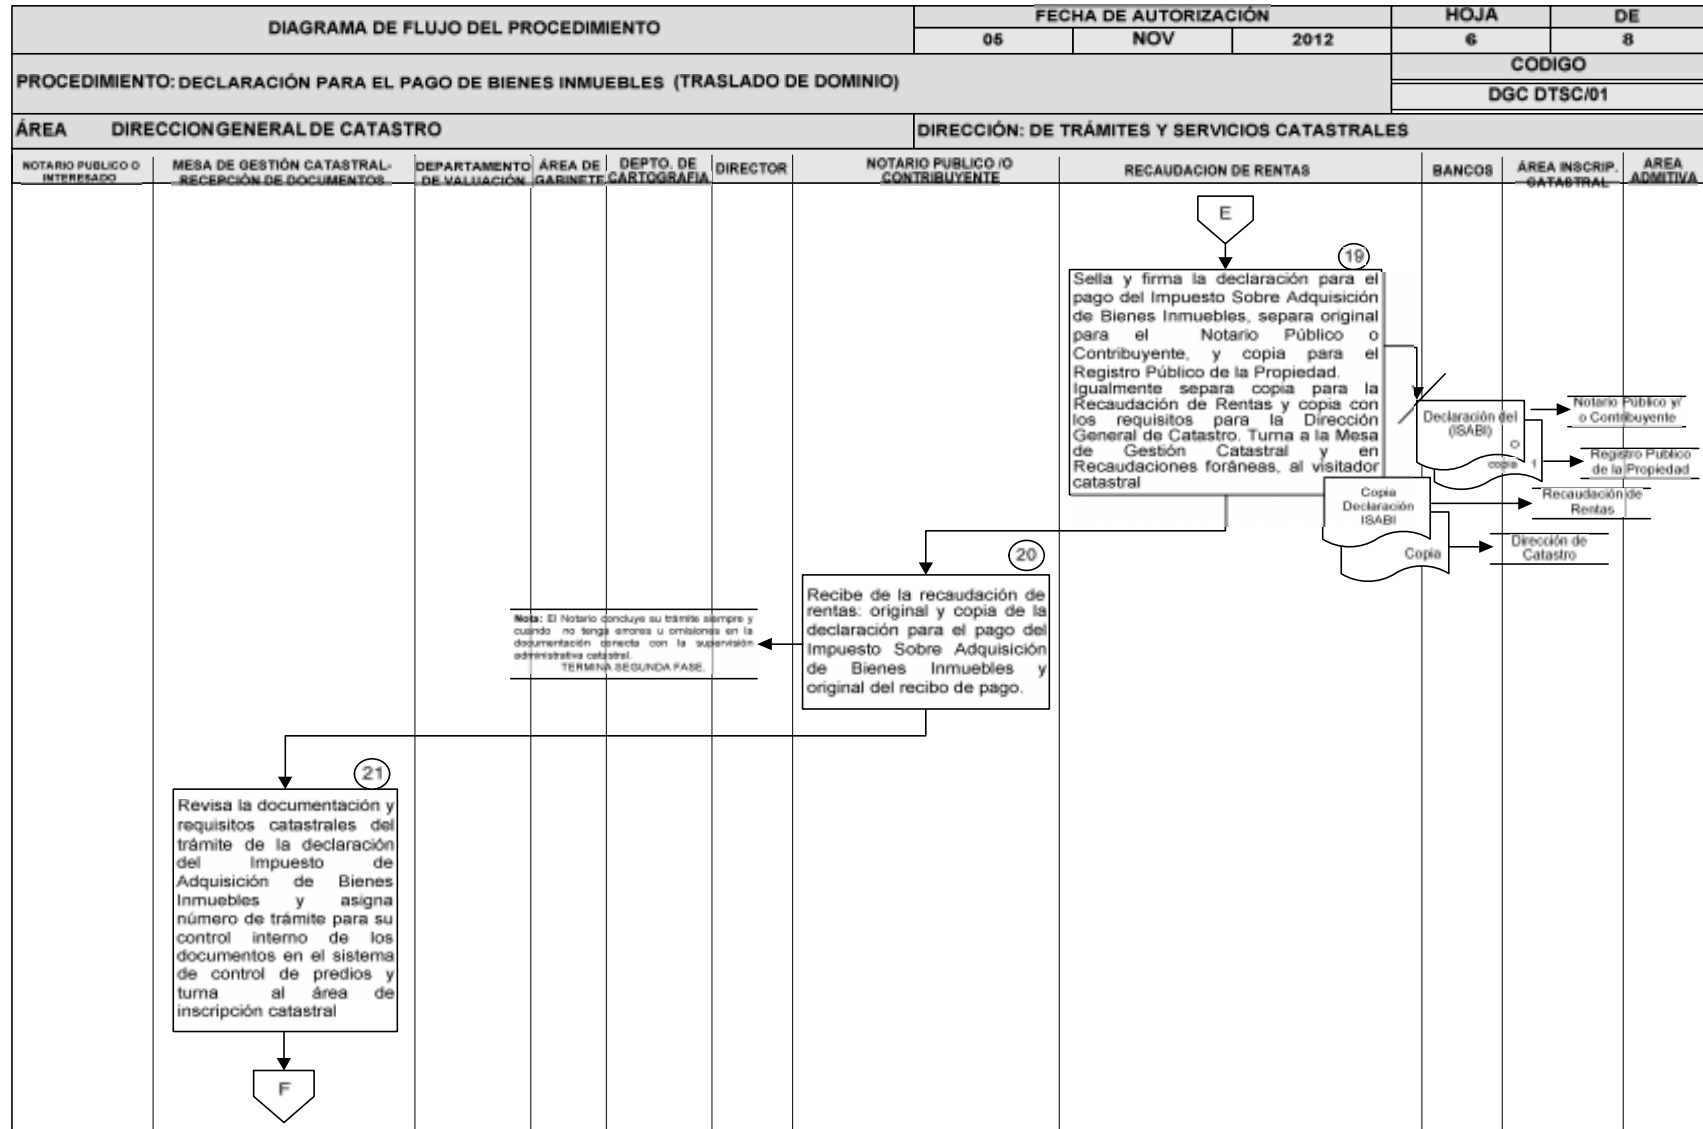 DIAGRAMA DE FLUJO DEL PROCEDIMIENTO
FECHA DE AUTORIZACIÓN
HOJA
DE
05
NOV
2012
6
8
PROCEDIMIENTO: DECLARACIÓN PARA EL PAGO DE BIENES INMUEBLES (TRASLADO DE DOMINIO)
CODIGO
DGC DTSC/01
ÁREA DIRECCION GENERAL DE CATASTRO
DIRECCIÓN: DE TRÁMITES Y SERVICIOS CATASTRALES
NOTARIO PUBLICO O
INTERESADO
MESA DE GESTIÓN CATASTRAL-
RECEPCIÓN DE DOCUMENTOS
DEPARTAMENTO
DE VALUACIÓN
ÁREA DE
GABINETE
DEPTO. DE
CARTOGRAFIA
DIRECTOR
NOTARIO PUBLICO /O
CONTRIBUYENTE
RECAUDACION DE RENTAS
BANCOS
ÁREA INSCRIP.
CATASTRAL
AREA
ADMITIVA
E
19
Sella y firma la declaración para el
pago del Impuesto Sobre Adquisición
de Bienes Inmuebles, separa original
para el Notario Público o
Contribuyente, y copia para el
Registro Público de la Propiedad.
Igualmente separa copia para la
Recaudación de Rentas y copia con
los requisitos para la Dirección
General de Catastro. Turna a la Mesa
de Gestión Catastral y en
Recaudaciones foráneas, al visitador
catastral
Declaración del
(ISABI)
O
copia 1
Notario Público y/
o Contribuyente
Registro Publico
de la Propiedad
Copia
Declaración
ISABI
Copia
Recaudación de
Rentas
Dirección de
Catastro
20
Recibe de la recaudación de
rentas: original y copia de la
declaración para el pago del
Impuesto Sobre Adquisición
de Bienes Inmuebles y
original del recibo de pago.
Nota: El Notario concluye su trámite siempre y
cuando no tenga errores u omisiones en la
documentación conecta con la supervisión
administrativa catastral.
TERMINA SEGUNDA FASE.
21
Revisa la documentación y
requisitos catastrales del
trámite de la declaración
del Impuesto de
Adquisición de Bienes
Inmuebles y asigna
número de trámite para su
control interno de los
documentos en el sistema
de control de predios y
turna al área de
inscripción catastral
F